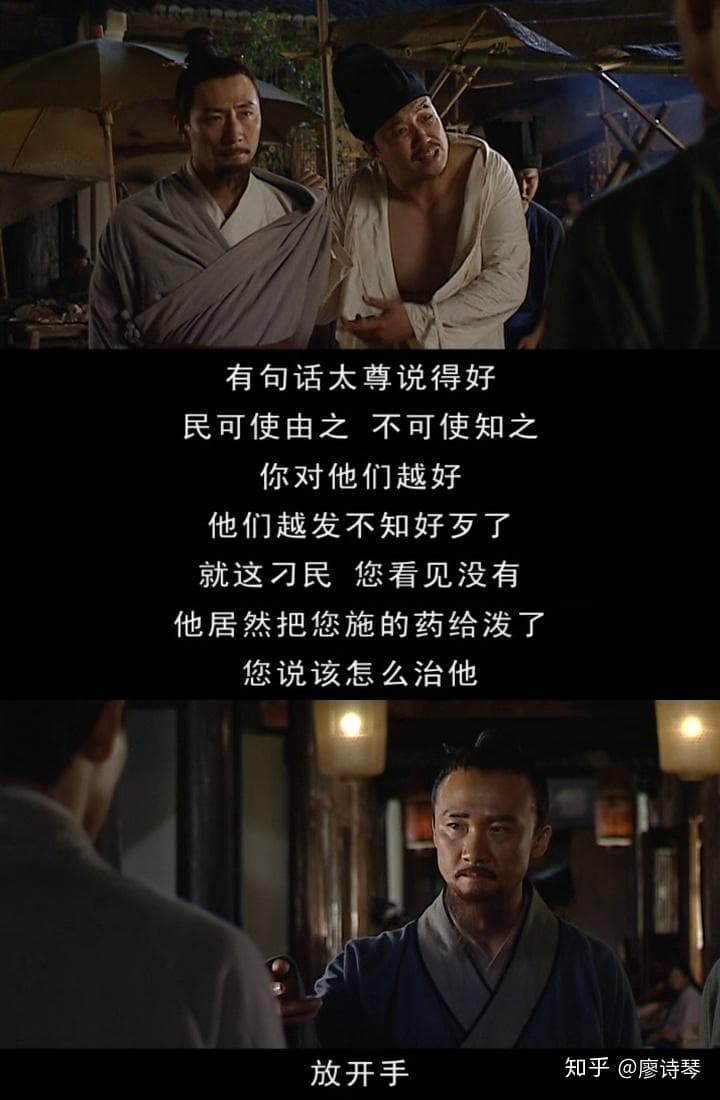 有句话太尊说得好
民可使由之 不可使知之
你对他们越好
他们越发不知好歹了
就这刁民 您看见没有
他居然把您施的药给泼了
您说该怎么治他
放开手
知乎 @廖诗琴